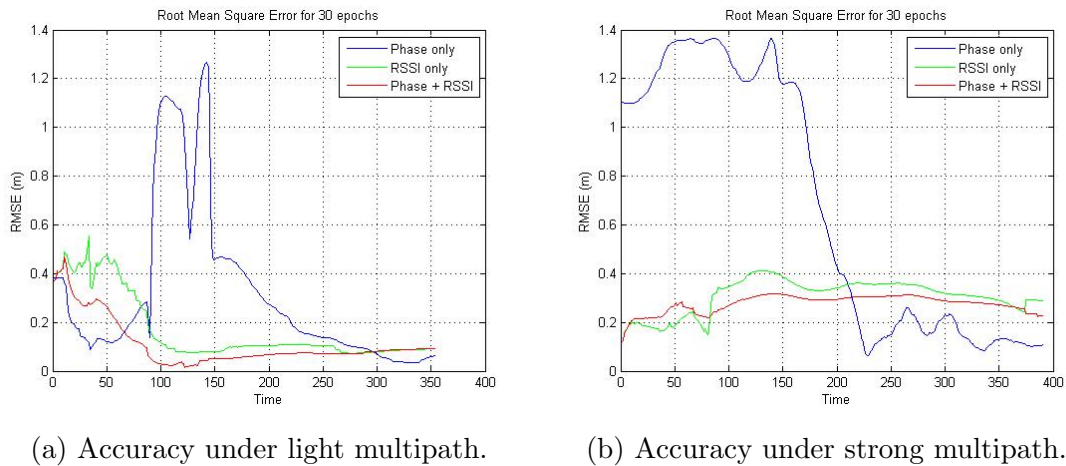 Root Mean Square Error for 30 epochs
1.4
1.2
1
0.8
0.6
0.4
0.2
0
RMSE (m)
Phase only
RSSI only
Phase + RSSI
0 50 100 150 200 250 300 350 400
Time
(a) Accuracy under light multipath.
Root Mean Square Error for 30 epochs
1.4
1.2
1
0.8
0.6
0.4
0.2
0
RMSE (m)
Phase only
RSSI only
Phase + RSSI
0 50 100 150 200 250 300 350 400
Time
(b) Accuracy under strong multipath.